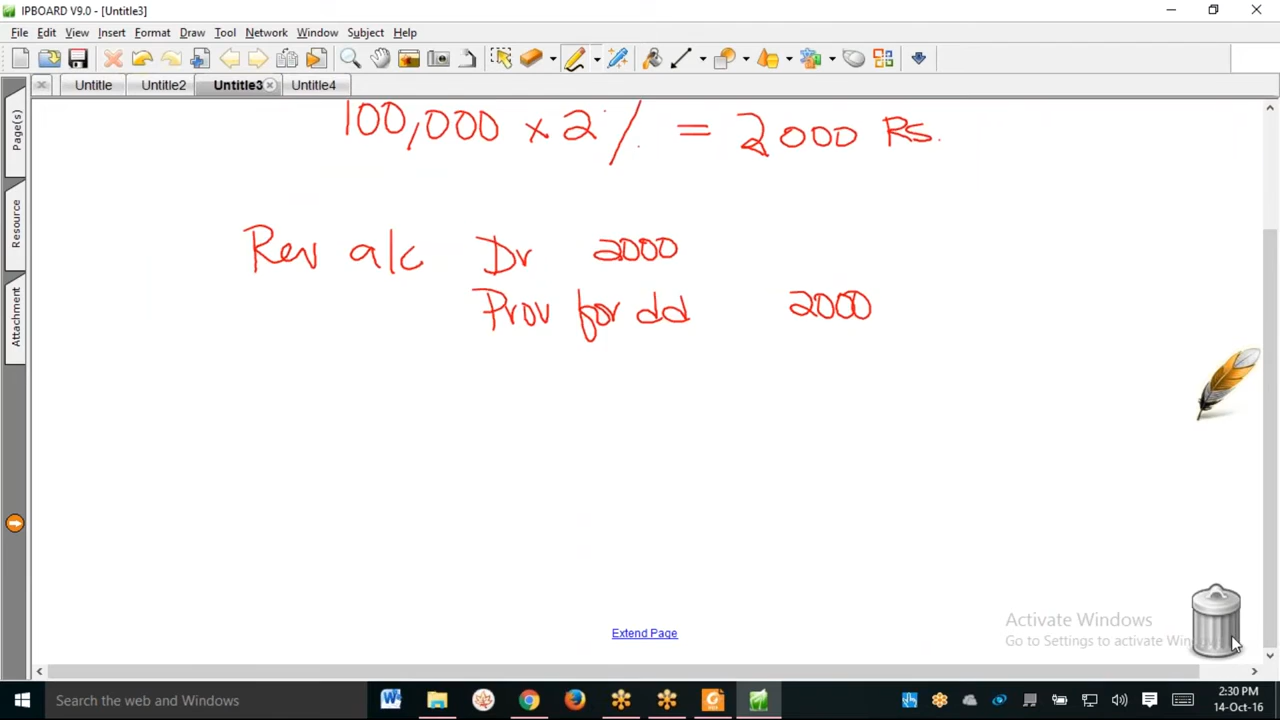 IPBOARD V9.0 - [Untitle3]
File Edit View Insert Format Draw Tool Network Window Subject Help
Untitle Untitle2 Untitle3 Untitle4
Page(s)
Resource
Attachment
100,000 × 2% = 2000 Rs.
Rev a/c Dr 2000
Prov for dd 2000
Extend Page
Activate Windows
Go to Settings to activate Win
Search the web and Windows
2:30 PM
14-Oct-16